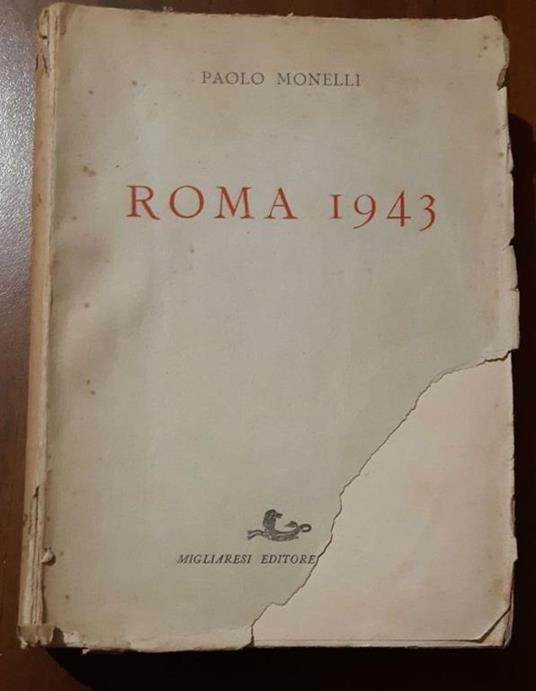 PAOLO MONELLI
ROMA 1943
MIGLIARESI EDITORE